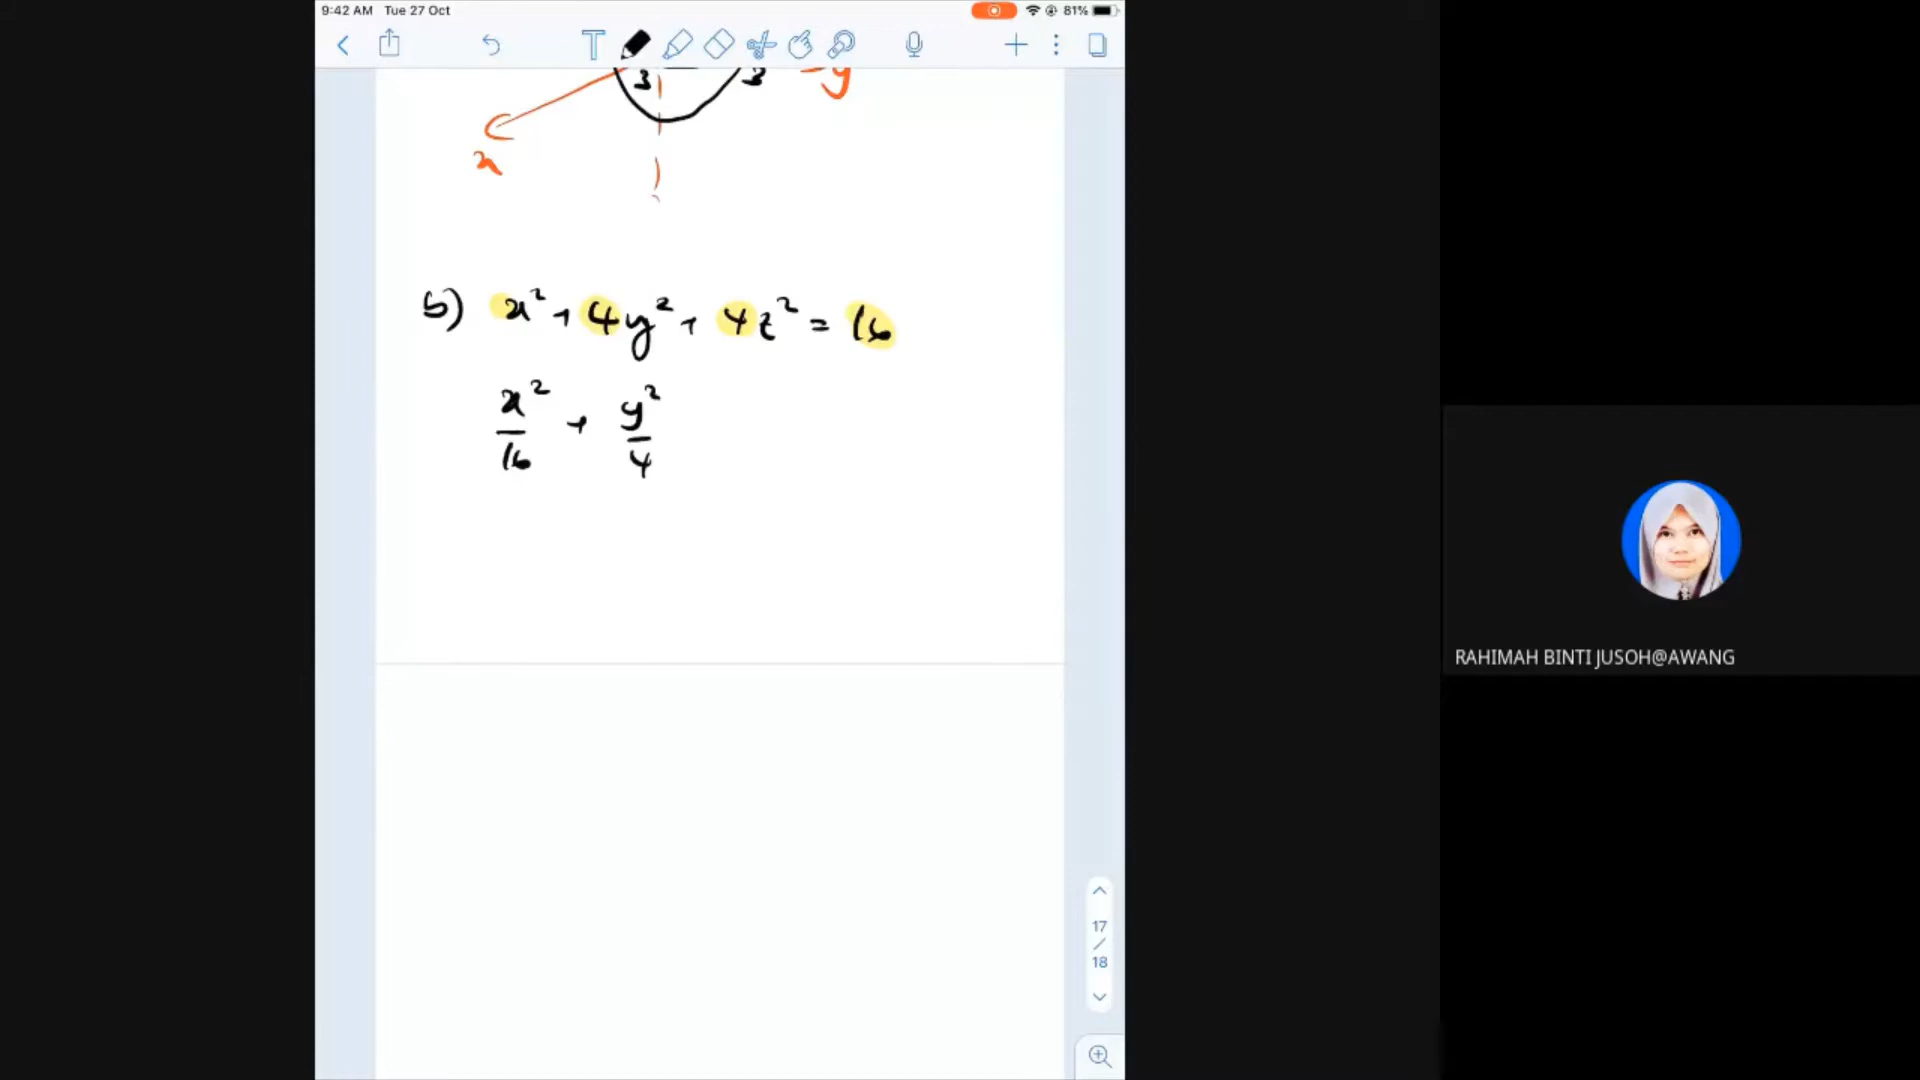 9:42 AM Tue 27 Oct
81%
T
3 3 y
x
b) x² + 4y² + 4z² = 16
x²/16 + y²/4
RAHIMAH BINTI JUSOH@AWANG
17
/
18